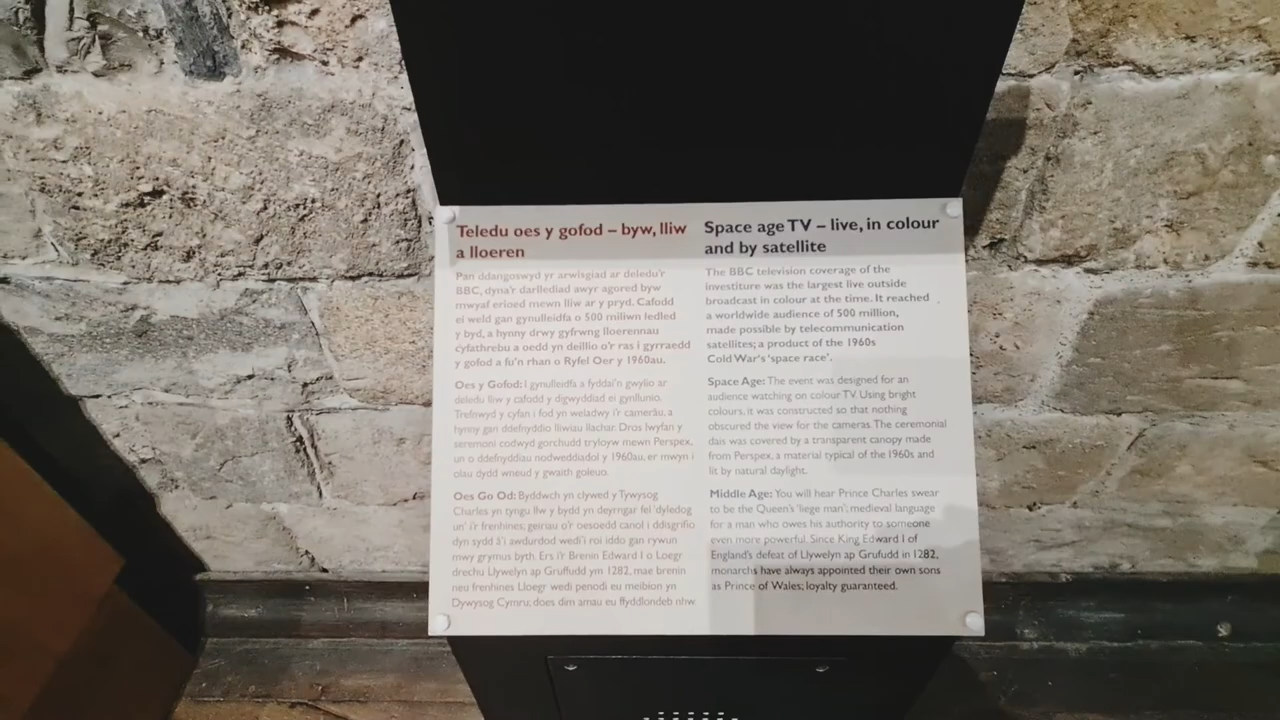 Teledu oes y gofod – byw, lliw
a lloeren
Pan ddangoswyd yr arwisgiad ar deledu'r
BBC, dyna'r darllediad awyr agored byw
mwyaf erioed mewn lliw ar y pryd. Cafodd
ei weld gan gynulleidfa o 500 miliwn ledled
y byd, a hynny drwy gyfrwng lloerennau
cyfathrebu a oedd yn deillio o'r ras i gyrraedd
y gofod a fu'n rhan o Ryfel Oer y 1960au.
Oes y Gofod: I gynulleidfa a fyddai'n gwylio ar
deledu lliw y cafodd y digwyddiad ei gynllunio.
Trefnwyd y cyfan i fod yn weladwy i'r camerâu, a
hynny gan ddefnyddio lliwiau llachar. Dros lwyfan y
seremoni codwyd gorchudd tryloyw mewn Perspex,
un o ddefnyddiau nodweddiadol y 1960au, er mwyn i
olau dydd wneud y gwaith goleuo.
Oes Go Od: Byddwch yn clywed y Tywysog
Charles yn tyngu llw y bydd yn deyrngar fel 'dyledog
un' i'r frenhines; geiriau o'r oesoedd canol i ddisgrifio
dyn sydd â'i awdurdod wedi'i roi iddo gan rywun
mwy grymus byth. Ers i'r Brenin Edward I o Loegr
drechu Llywelyn ap Gruffudd ym 1282, mae brenin
neu frenhines Lloegr wedi penodi eu meibion yn
Dywysog Cymru; does dim amau eu ffyddlondeb nhw.
Space age TV – live, in colour
and by satellite
The BBC television coverage of the
investiture was the largest live outside
broadcast in colour at the time. It reached
a worldwide audience of 500 million,
made possible by telecommunication
satellites; a product of the 1960s
Cold War's 'space race'.
Space Age: The event was designed for an
audience watching on colour TV. Using bright
colours, it was constructed so that nothing
obscured the view for the cameras. The ceremonial
dais was covered by a transparent canopy made
from Perspex, a material typical of the 1960s and
lit by natural daylight.
Middle Age: You will hear Prince Charles swear
to be the Queen's 'liege man'; medieval language
for a man who owes his authority to someone
even more powerful. Since King Edward I of
England's defeat of Llywelyn ap Grufudd in 1282,
monarchs have always appointed their own sons
as Prince of Wales; loyalty guaranteed.